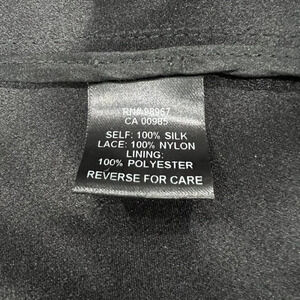 RN# 98967
CA 00985
SELF: 100% SILK
LACE: 100% NYLON
LINING:
100% POLYESTER
REVERSE FOR CARE